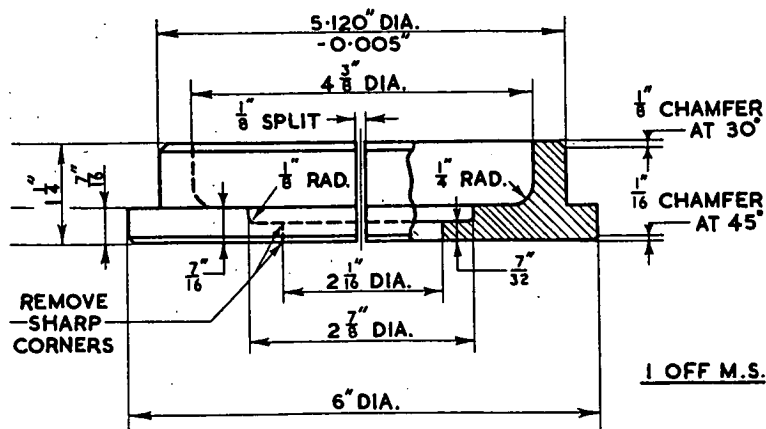 5·120" DIA.
-0·005"
4 3/8" DIA.
1/8" SPLIT
1/8" CHAMFER
AT 30°
1 1/4"
7/16"
1/8" RAD.
1/4" RAD.
1/16" CHAMFER
AT 45°
7/16"
7/32"
2 1/16" DIA.
REMOVE
SHARP
CORNERS
2 7/8" DIA.
1 OFF M.S.
6" DIA.